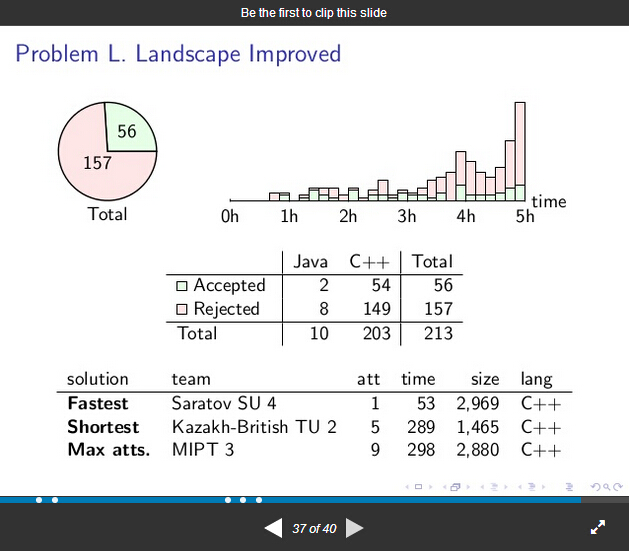 Be the first to clip this slide
Problem L. Landscape Improved
56
157
Total
time
0h 1h 2h 3h 4h 5h
Java C++ Total
Accepted 2 54 56
Rejected 8 149 157
Total 10 203 213
solution team att time size lang
Fastest Saratov SU 4 1 53 2,969 C++
Shortest Kazakh-British TU 2 5 289 1,465 C++
Max atts. MIPT 3 9 298 2,880 C++
37 of 40